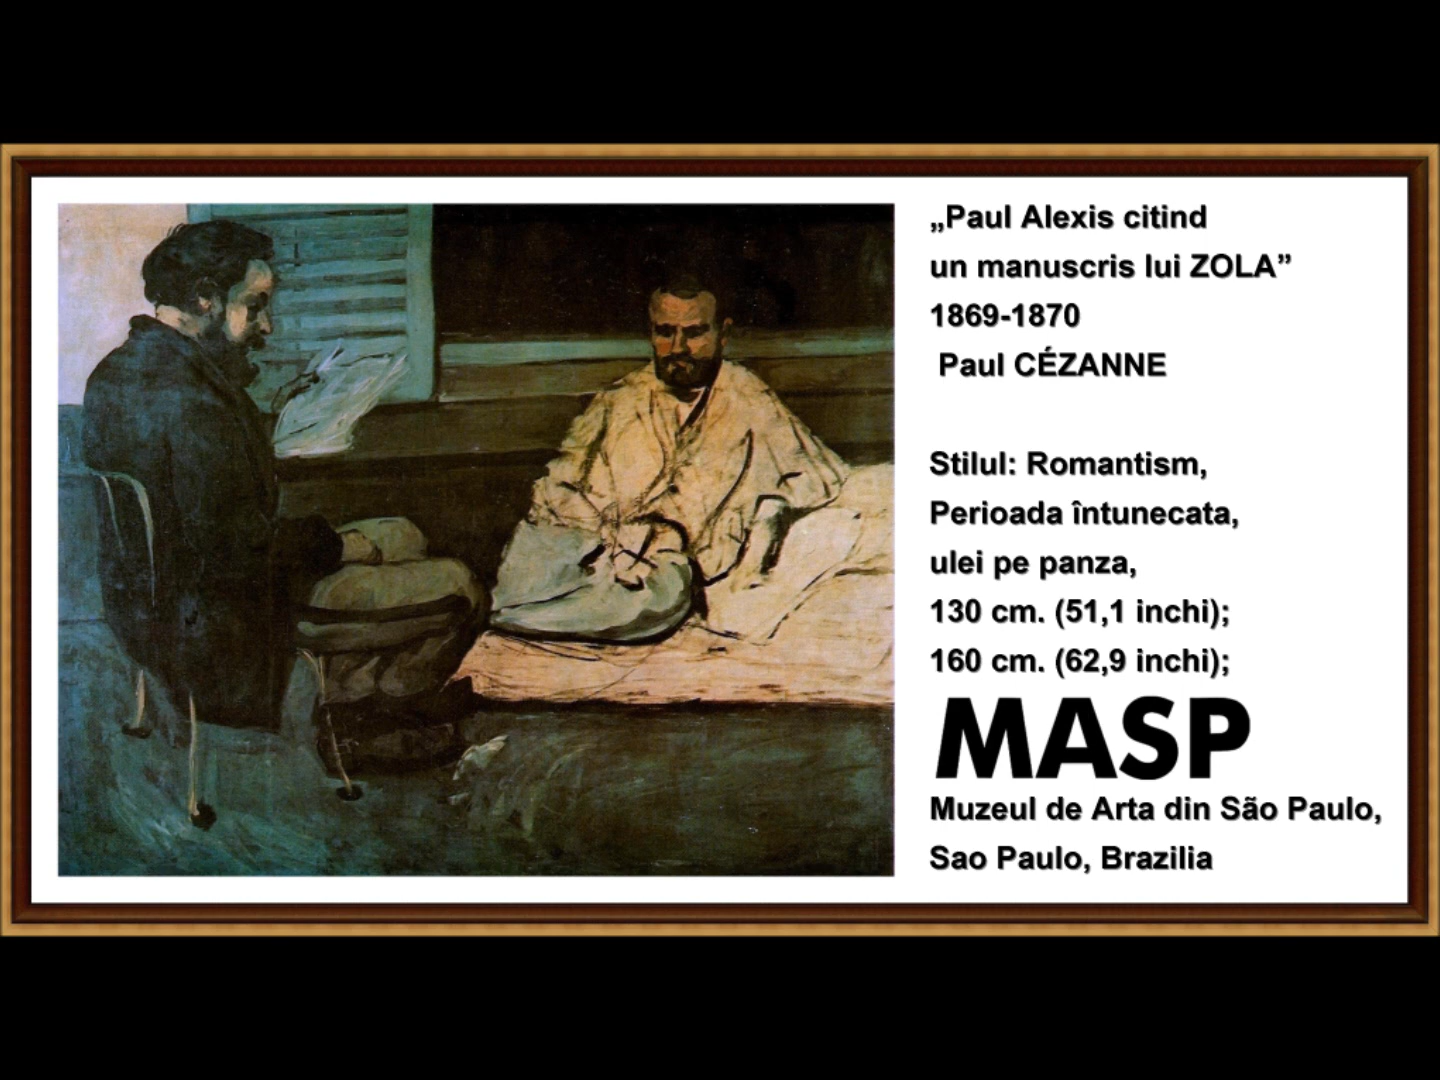 „Paul Alexis citind
un manuscris lui ZOLA”
1869-1870
Paul CÉZANNE
Stilul: Romantism,
Perioada întunecata,
ulei pe panza,
130 cm. (51,1 inchi);
160 cm. (62,9 inchi);
MASP
Muzeul de Arta din São Paulo,
Sao Paulo, Brazilia